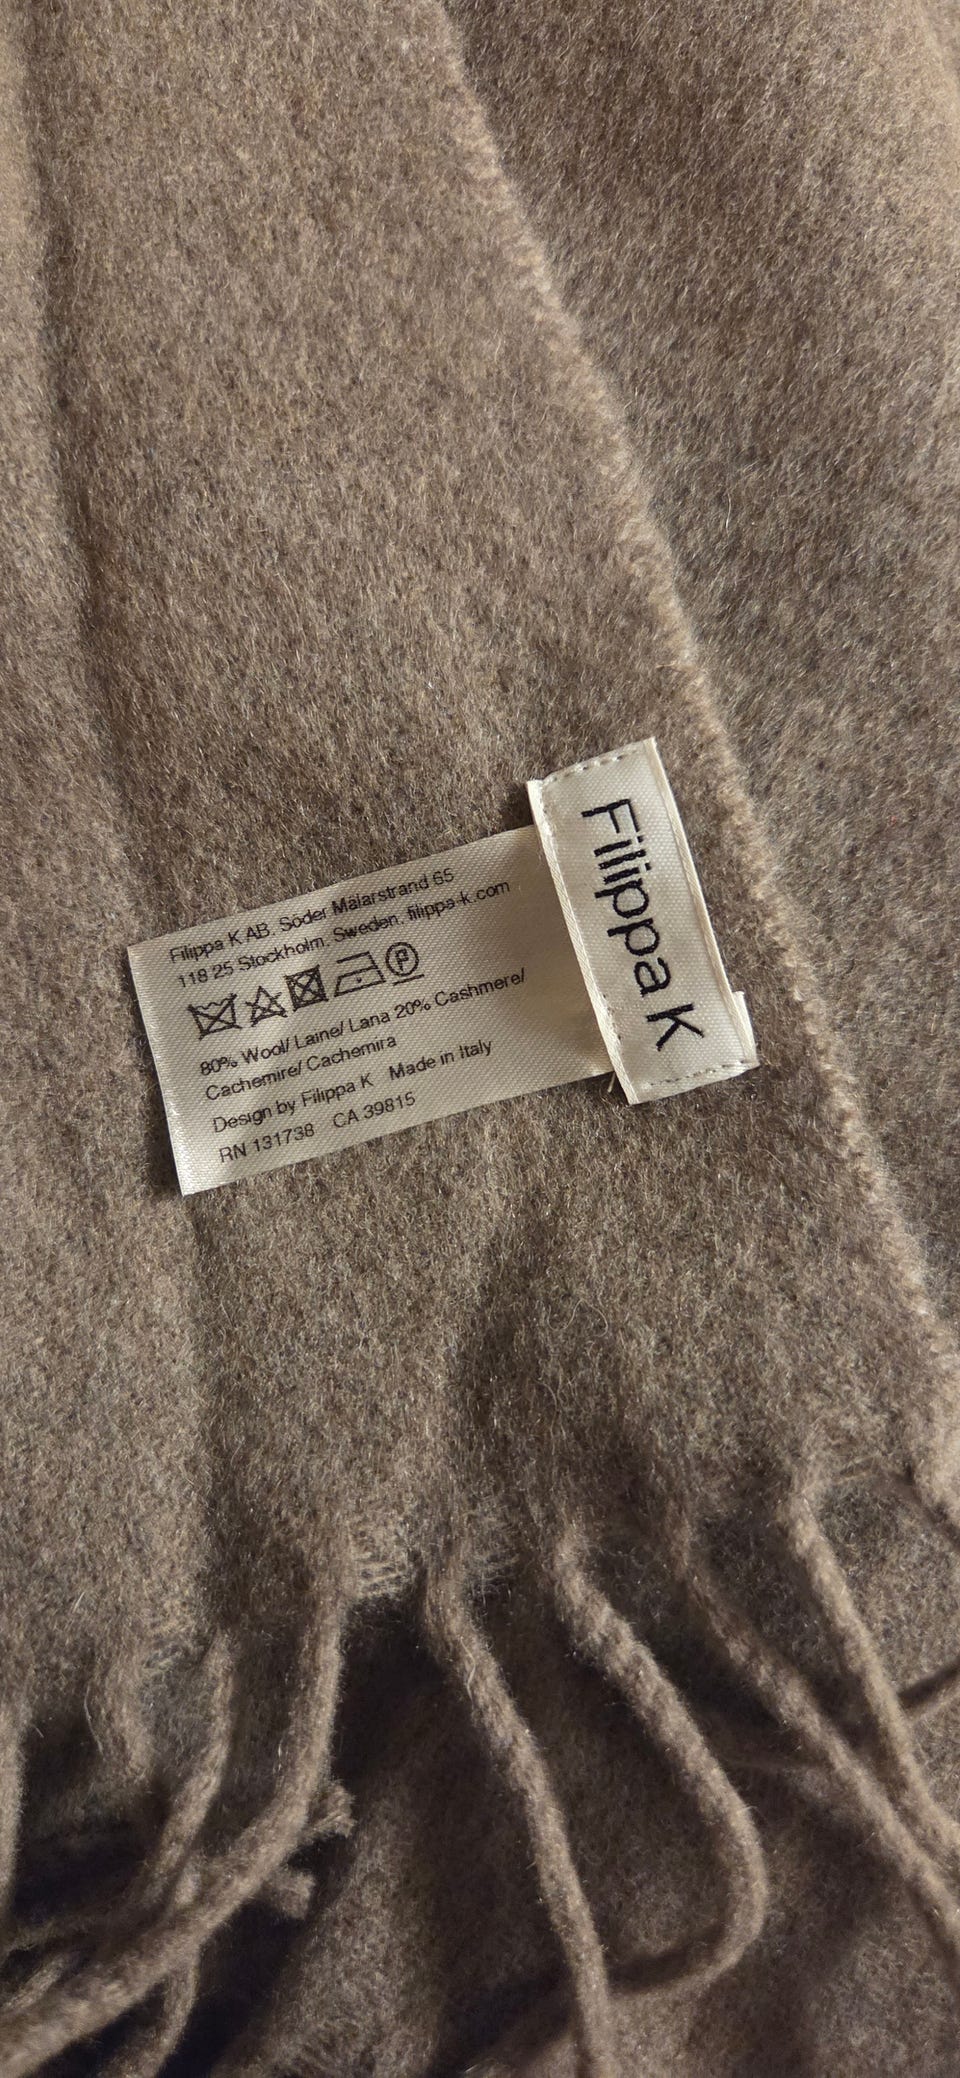 Filippa K
Filippa K AB. Söder Mälarstrand 65
118 25 Stockholm. Sweden. filippa-k.com
P
80% Wool/ Laine/ Lana 20% Cashmere/
Cachemire/ Cachemira
Design by Filippa K Made in Italy
RN 131738 CA 39815